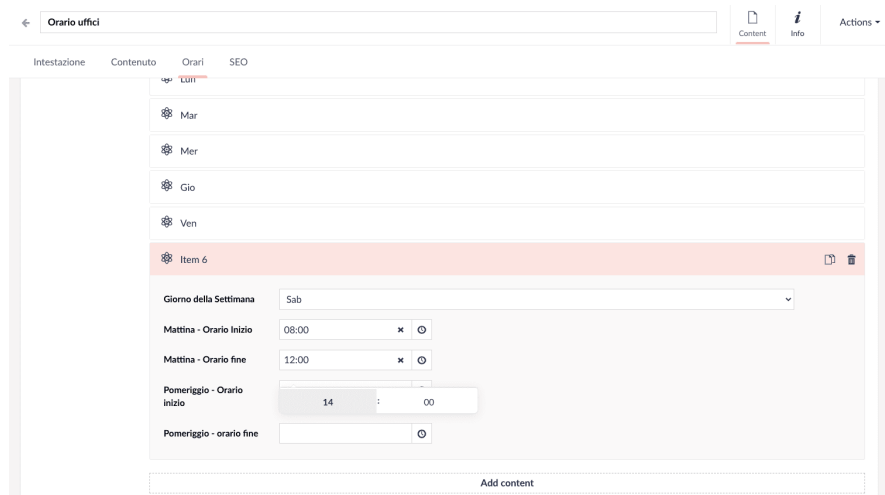 Orario uffici
Content
Info
Actions
Intestazione Contenuto Orari SEO
Lun
Mar
Mer
Gio
Ven
Item 6
Giorno della Settimana Sab
Mattina - Orario Inizio 08:00
Mattina - Orario fine 12:00
Pomeriggio - Orario
inizio
14 : 00
Pomeriggio - orario fine
Add content